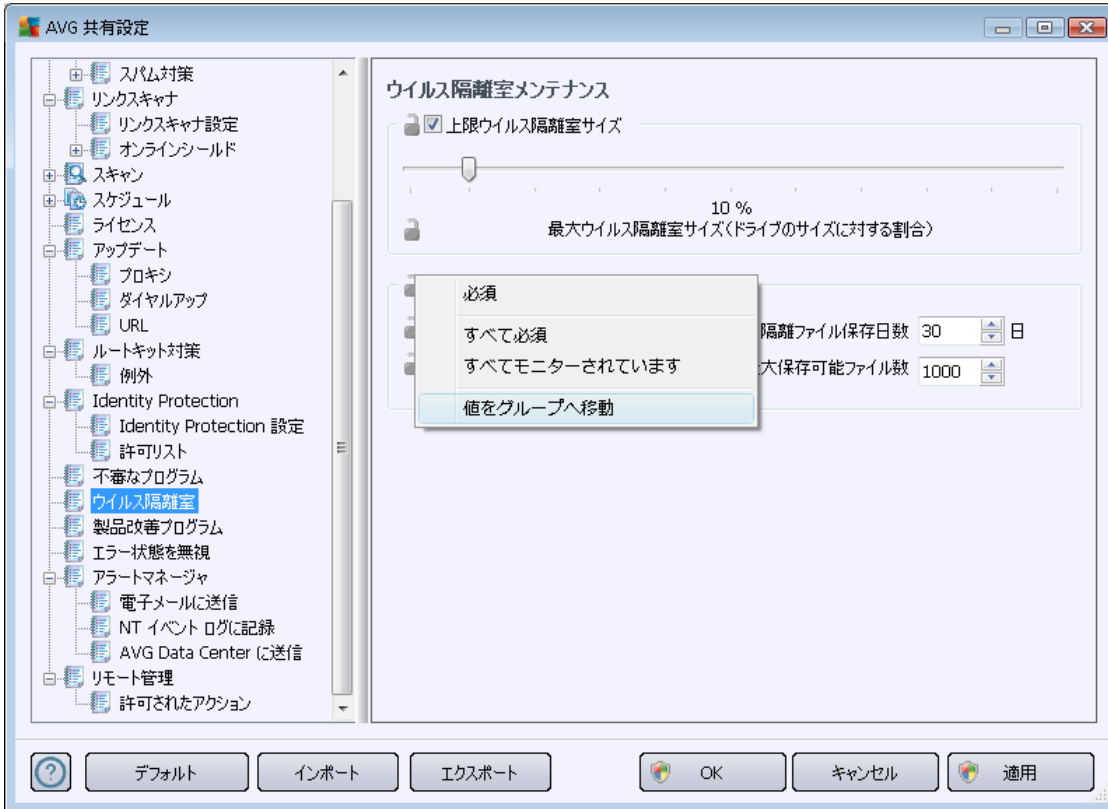 AVG 共有設定
スパム対策
リンクスキャナ
リンクスキャナ設定
オンラインシールド
スキャン
スケジュール
ライセンス
アップデート
プロキシ
ダイヤルアップ
URL
ルートキット対策
例外
Identity Protection
Identity Protection 設定
許可リスト
不審なプログラム
ウイルス隔離室
製品改善プログラム
エラー状態を無視
アラートマネージャ
電子メールに送信
NT イベント ログに記録
AVG Data Center に送信
リモート管理
許可されたアクション
ウイルス隔離室メンテナンス
上限ウイルス隔離室サイズ
10 %
最大ウイルス隔離室サイズ(ドライブのサイズに対する割合)
必須
すべて必須
すべてモニターされています
値をグループへ移動
隔離ファイル保存日数 30 日
大保存可能ファイル数 1000
デフォルト
インポート
エクスポート
OK
キャンセル
適用